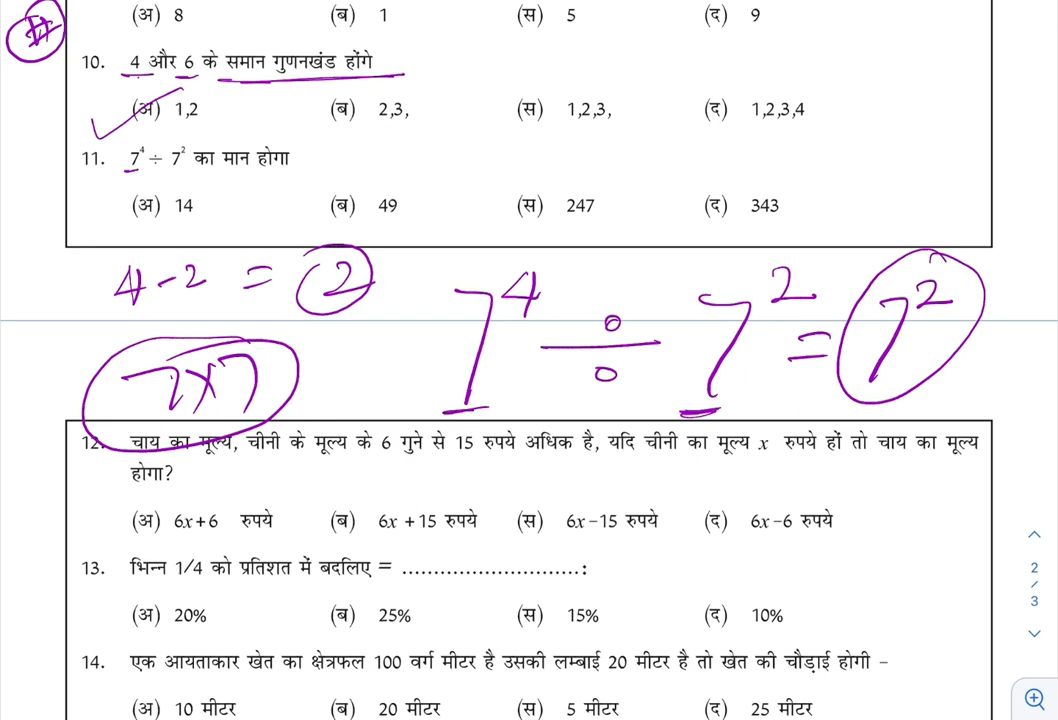 (अ) 8 (ब) 1 (स) 5 (द) 9
10. 4 और 6 के समान गुणनखंड होंगे
(अ) 1,2 (ब) 2,3, (स) 1,2,3, (द) 1,2,3,4
11. 7⁴ ÷ 7² का मान होगा
(अ) 14 (ब) 49 (स) 247 (द) 343
4 - 2 = 2
7⁴ ÷ 7² = 7²
7×7
12. चाय का मूल्य, चीनी के मूल्य के 6 गुने से 15 रुपये अधिक है, यदि चीनी का मूल्य x रुपये हों तो चाय का मूल्य
होगा?
(अ) 6x+6 रुपये (ब) 6x +15 रुपये (स) 6x-15 रुपये (द) 6x-6 रुपये
13. भिन्न 1/4 को प्रतिशत में बदलिए = ............................:
(अ) 20% (ब) 25% (स) 15% (द) 10%
14. एक आयताकार खेत का क्षेत्रफल 100 वर्ग मीटर है उसकी लम्बाई 20 मीटर है तो खेत की चौड़ाई होगी -
(अ) 10 मीटर (ब) 20 मीटर (स) 5 मीटर (द) 25 मीटर
2
/
3